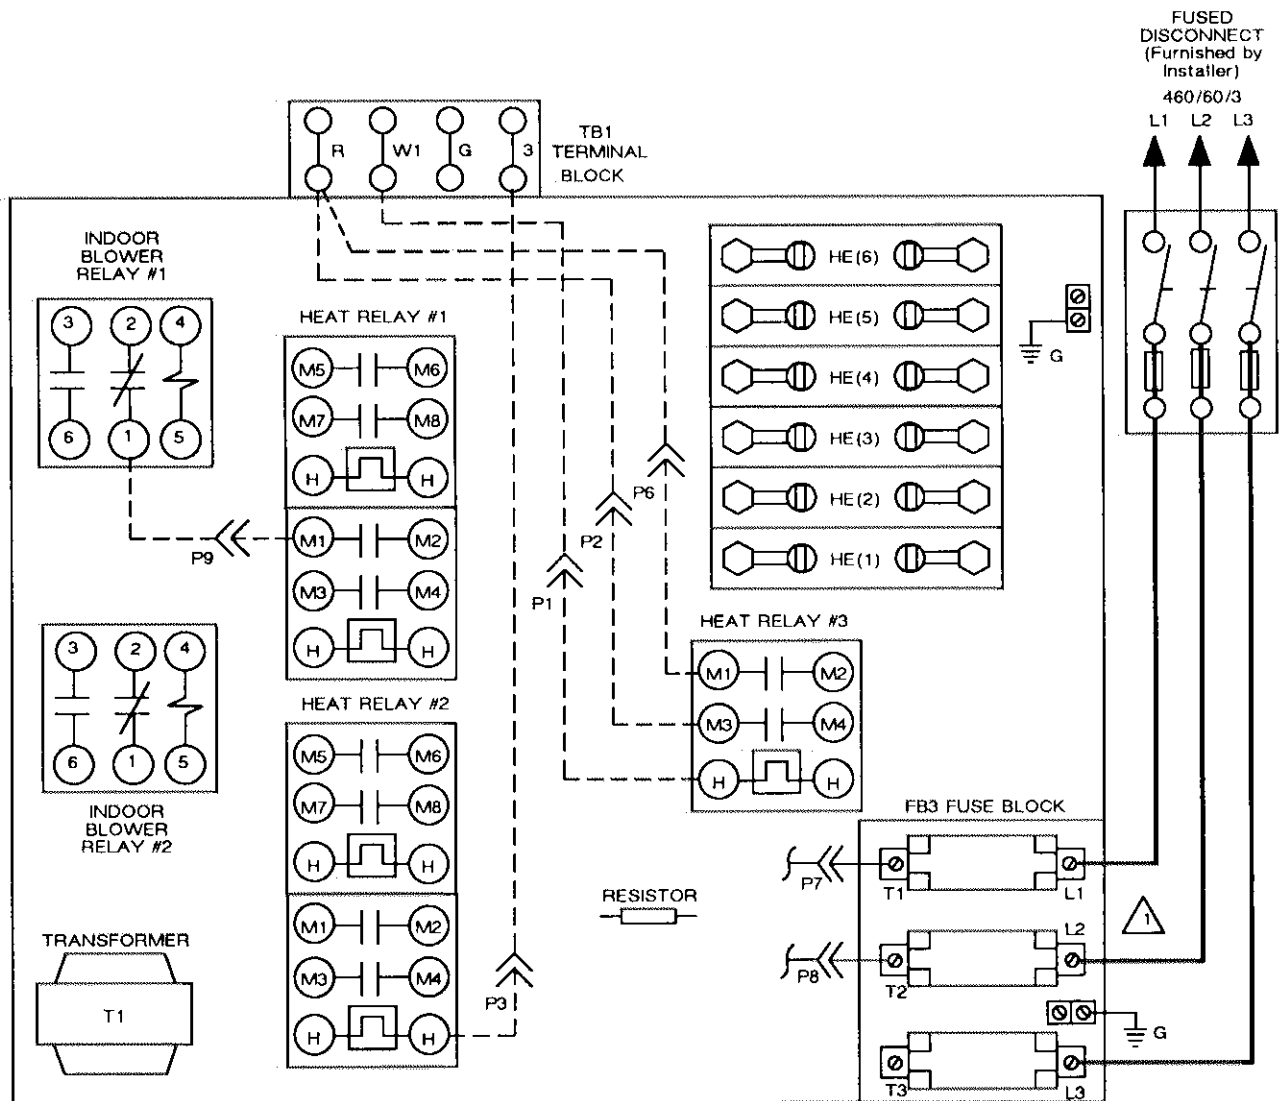 FUSED
DISCONNECT
(Furnished by
Installer)
460/60/3
L1 L2 L3
R W1 G 3
TB1
TERMINAL
BLOCK
INDOOR
BLOWER
RELAY #1
3 2 4
6 1 5
HEAT RELAY #1
M5 M6
M7 M8
H H
M1 M2
M3 M4
H H
P9
P1
P2
P6
HE(6)
HE(5)
HE(4)
HE(3)
HE(2)
HE(1)
G
3 2 4
6 1 5
INDOOR
BLOWER
RELAY #2
HEAT RELAY #2
M5 M6
M7 M8
H H
M1 M2
M3 M4
H H
P3
HEAT RELAY #3
M1 M2
M3 M4
H H
RESISTOR
TRANSFORMER
T1
FB3 FUSE BLOCK
P7
T1 L1
1
L2
P8
T2
G
T3 L3